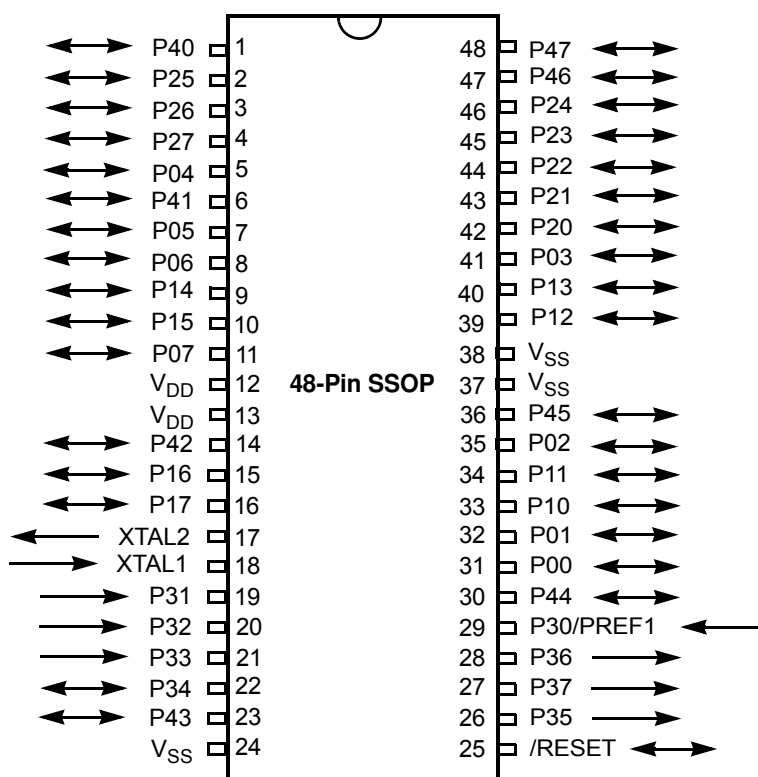 P40 1 48 P47
P25 2 47 P46
P26 3 46 P24
P27 4 45 P23
P04 5 44 P22
P41 6 43 P21
P05 7 42 P20
P06 8 41 P03
P14 9 40 P13
P15 10 39 P12
P07 11 38 VSS
VDD 12 48-Pin SSOP 37 VSS
VDD 13 36 P45
P42 14 35 P02
P16 15 34 P11
P17 16 33 P10
XTAL2 17 32 P01
XTAL1 18 31 P00
P31 19 30 P44
P32 20 29 P30/PREF1
P33 21 28 P36
P34 22 27 P37
P43 23 26 P35
VSS 24 25 /RESET